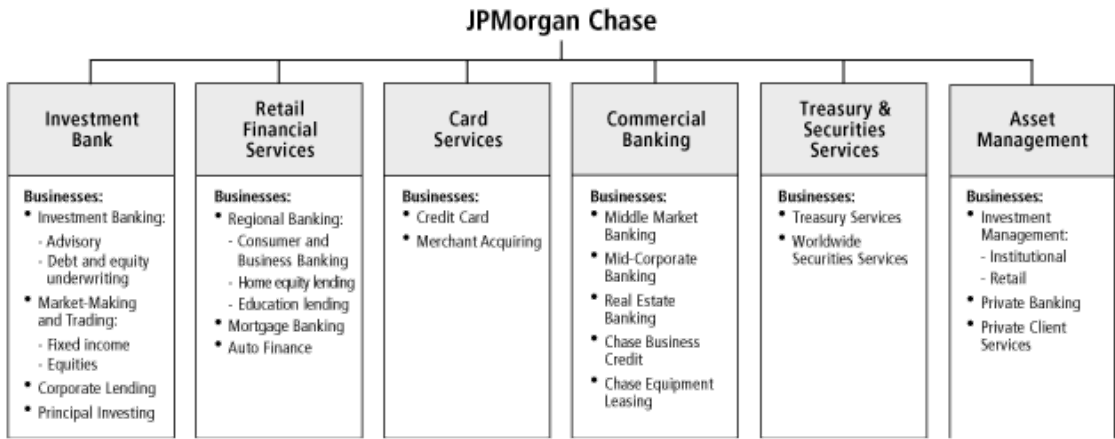 JPMorgan Chase
Investment
Bank
Businesses:
• Investment Banking:
- Advisory
- Debt and equity
underwriting
• Market-Making
and Trading:
- Fixed income
- Equities
• Corporate Lending
• Principal Investing
Retail
Financial
Services
Businesses:
• Regional Banking:
- Consumer and
Business Banking
- Home equity lending
- Education lending
• Mortgage Banking
• Auto Finance
Card
Services
Businesses:
• Credit Card
• Merchant Acquiring
Commercial
Banking
Businesses:
• Middle Market
Banking
• Mid-Corporate
Banking
• Real Estate
Banking
• Chase Business
Credit
• Chase Equipment
Leasing
Treasury &
Securities
Services
Businesses:
• Treasury Services
• Worldwide
Securities Services
Asset
Management
Businesses:
• Investment
Management:
- Institutional
- Retail
• Private Banking
• Private Client
Services